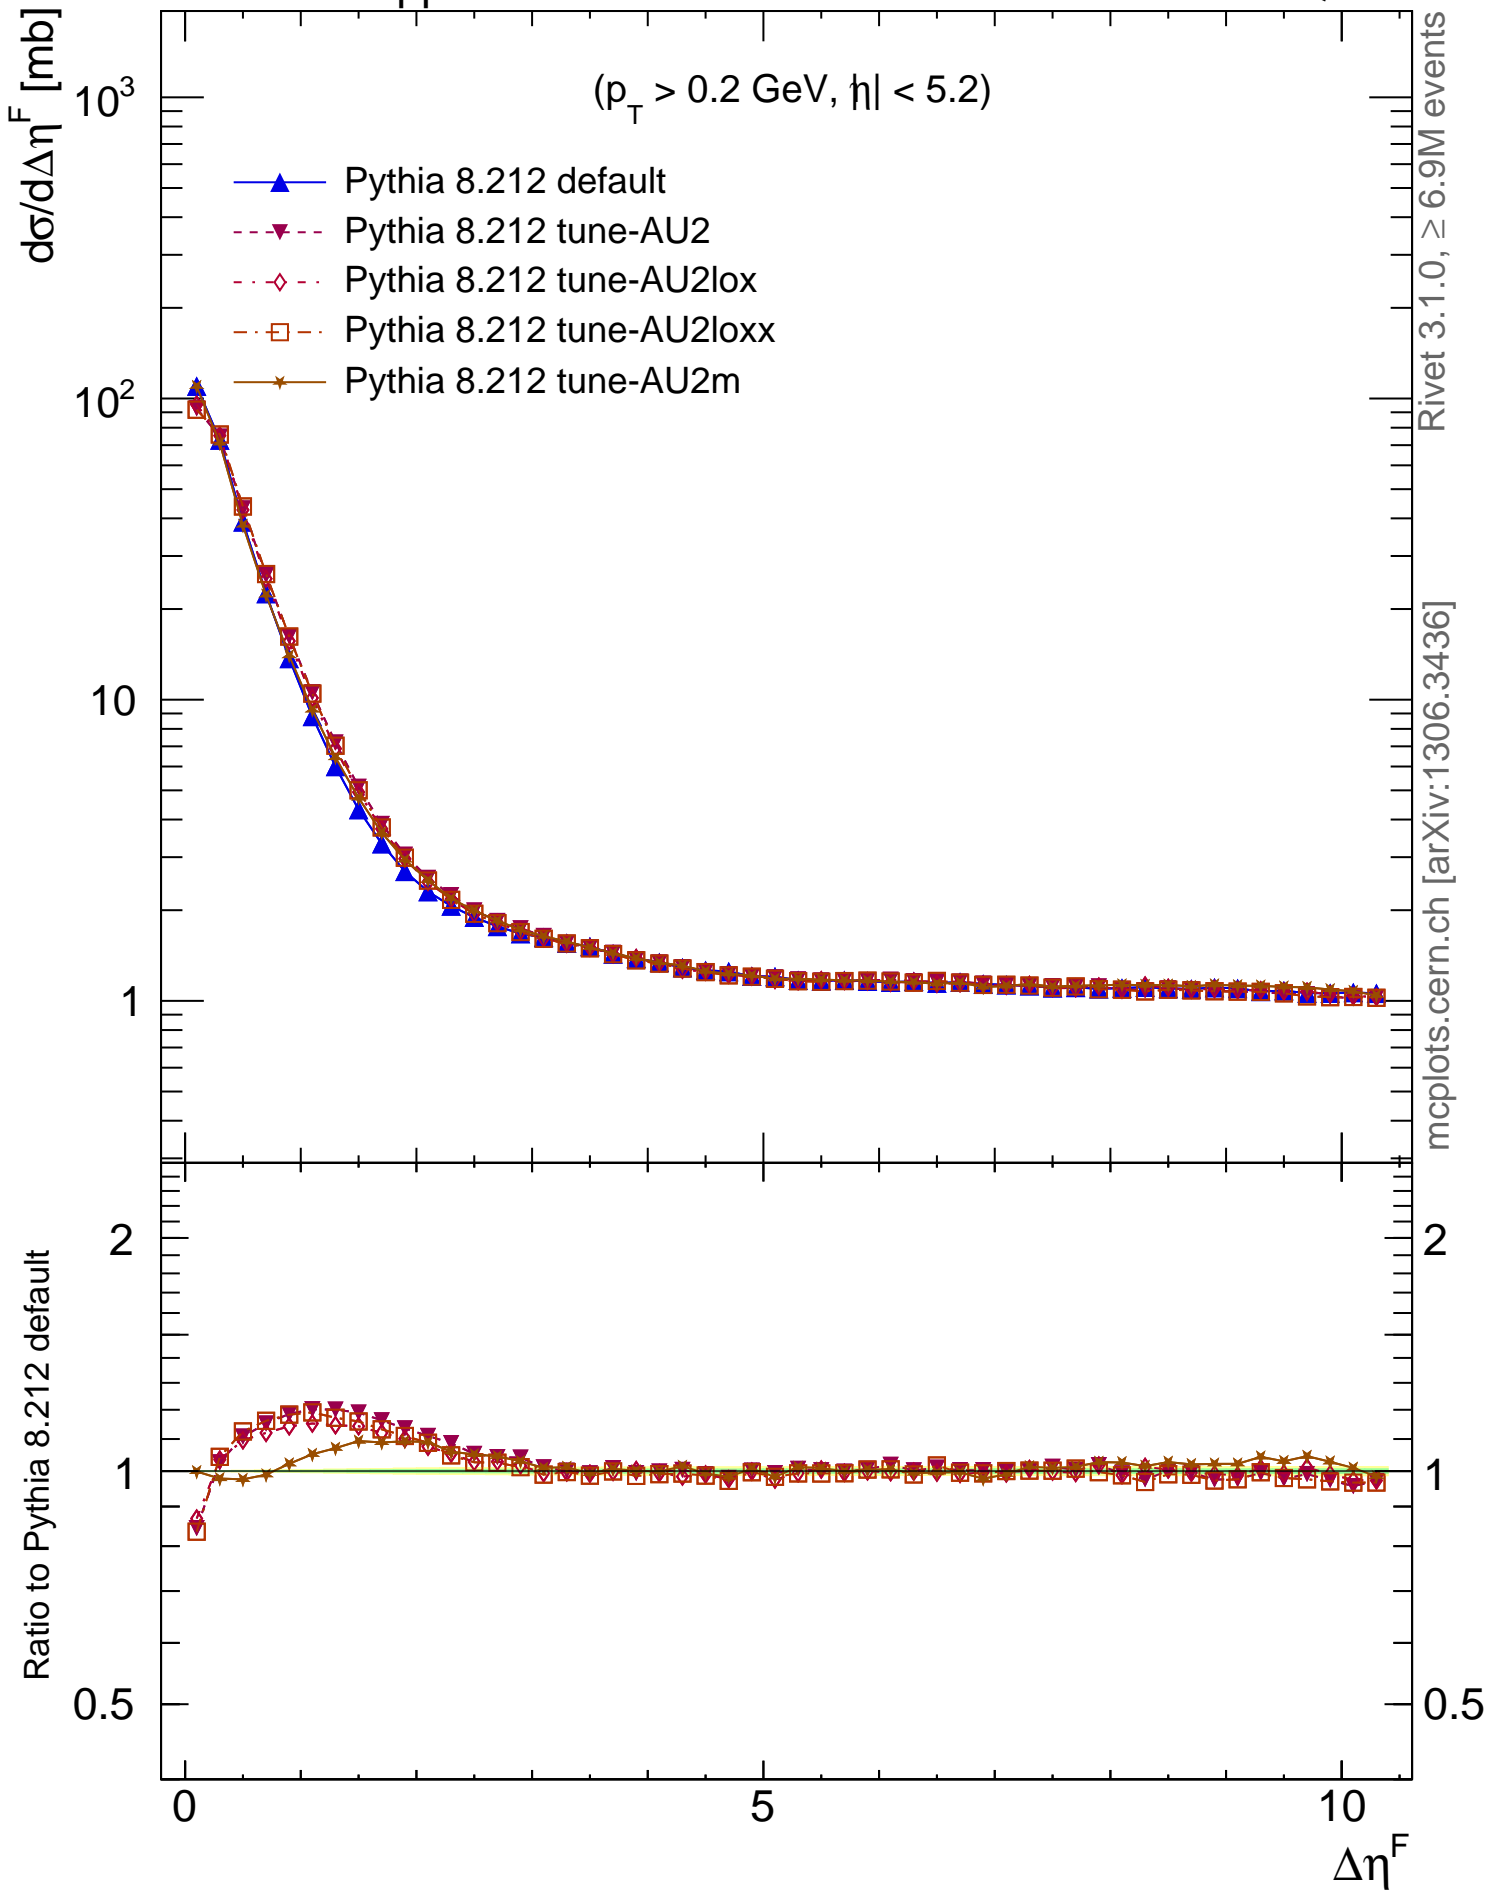 dσ/dΔη^F [mb]
(p_T > 0.2 GeV, |η| < 5.2)
Pythia 8.212 default
Pythia 8.212 tune-AU2
Pythia 8.212 tune-AU2lox
Pythia 8.212 tune-AU2loxx
Pythia 8.212 tune-AU2m
10^3
10^2
10
1
Rivet 3.1.0, ≥ 6.9M events
mcplots.cern.ch [arXiv:1306.3436]
Ratio to Pythia 8.212 default
2
1
0.5
2
1
0.5
0
5
10
Δη^F